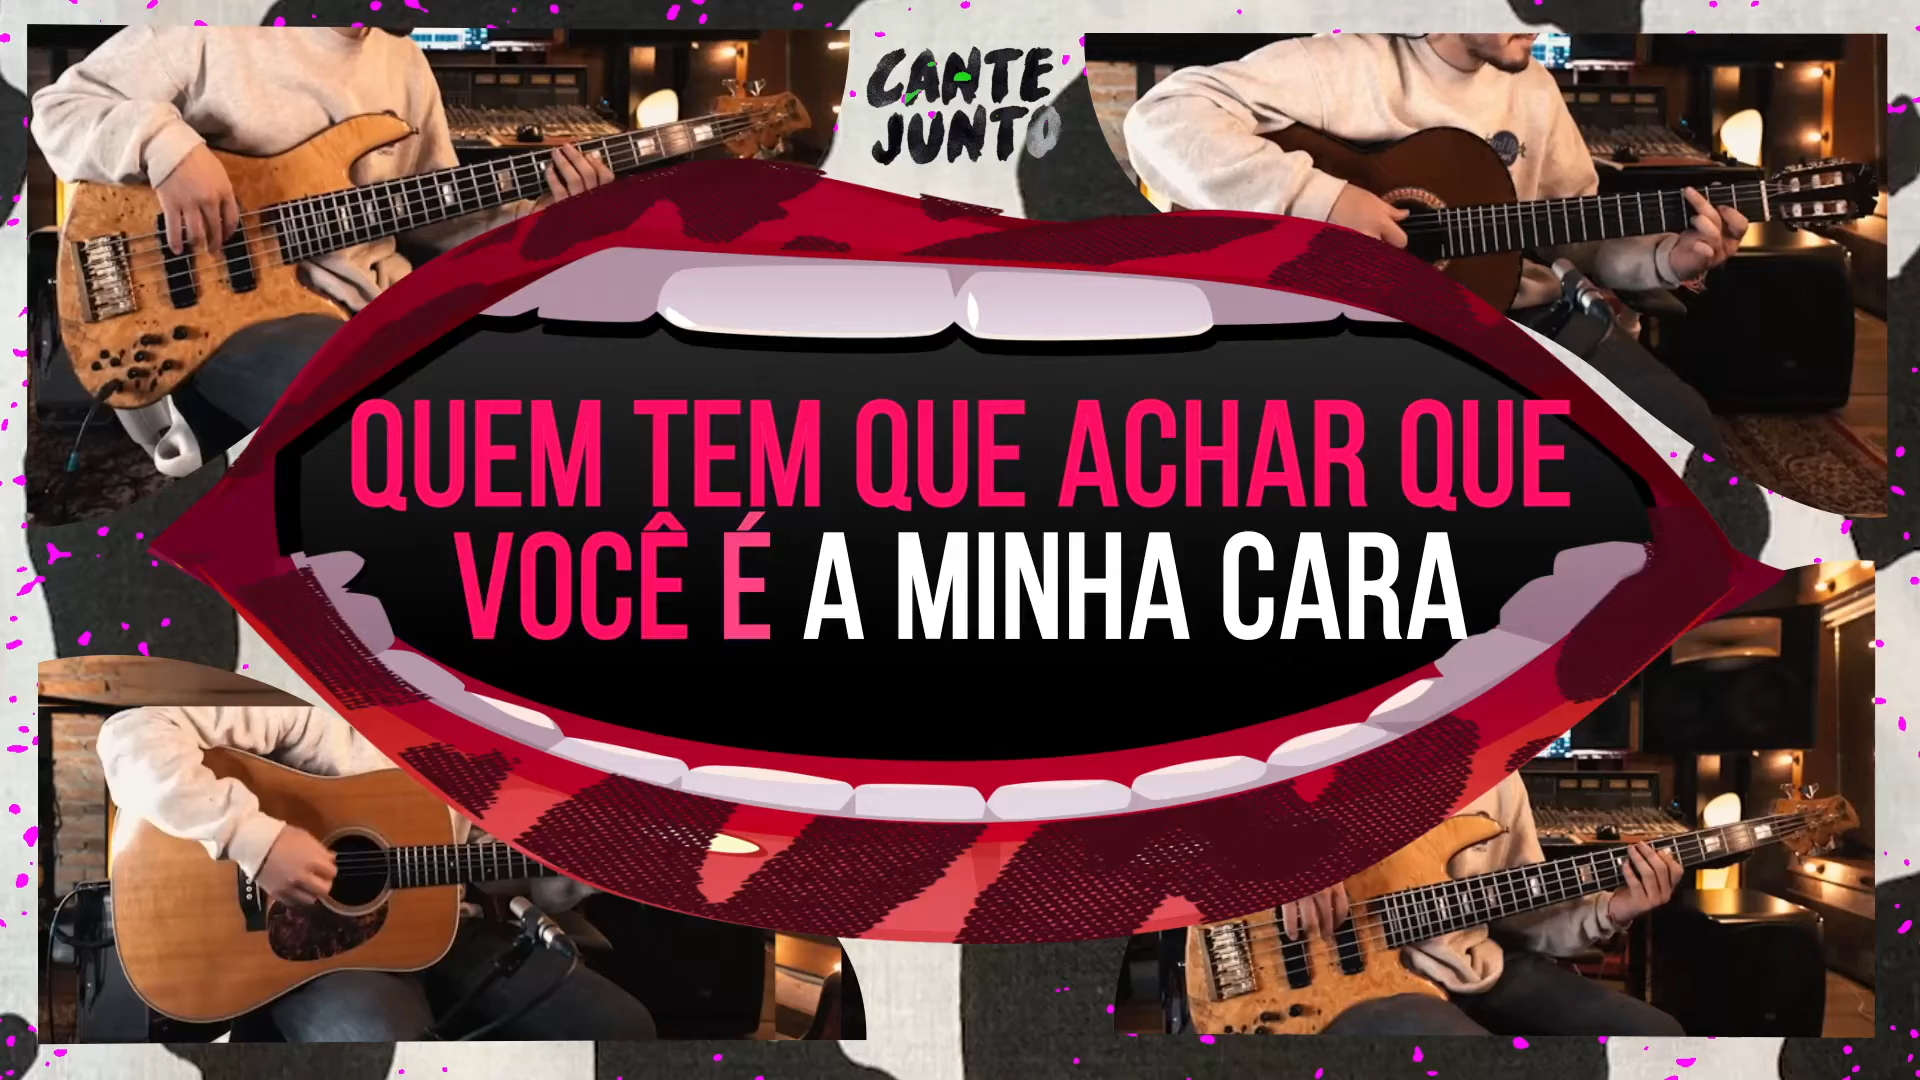 CANTE
JUNTO
QUEM TEM QUE ACHAR QUE
VOCÊ É A MINHA CARA